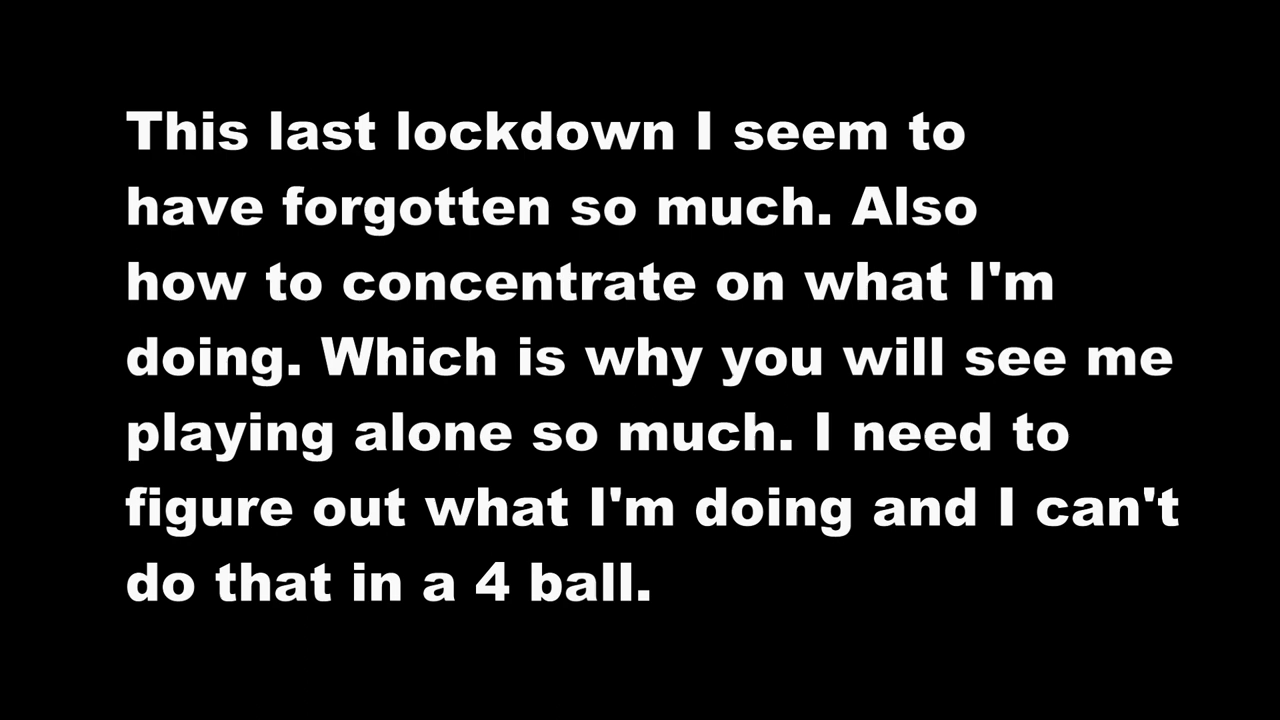 This last lockdown I seem to
have forgotten so much. Also
how to concentrate on what I'm
doing. Which is why you will see me
playing alone so much. I need to
figure out what I'm doing and I can't
do that in a 4 ball.